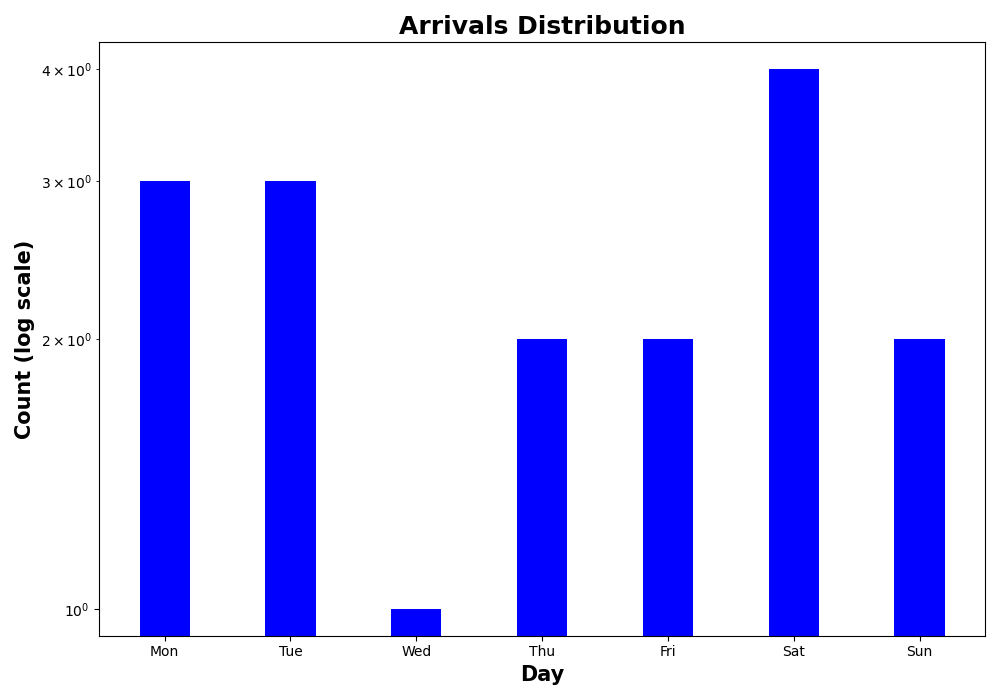 Arrivals Distribution
4 × 10⁰
3 × 10⁰
2 × 10⁰
10⁰
Count (log scale)
Mon Tue Wed Thu Fri Sat Sun
Day